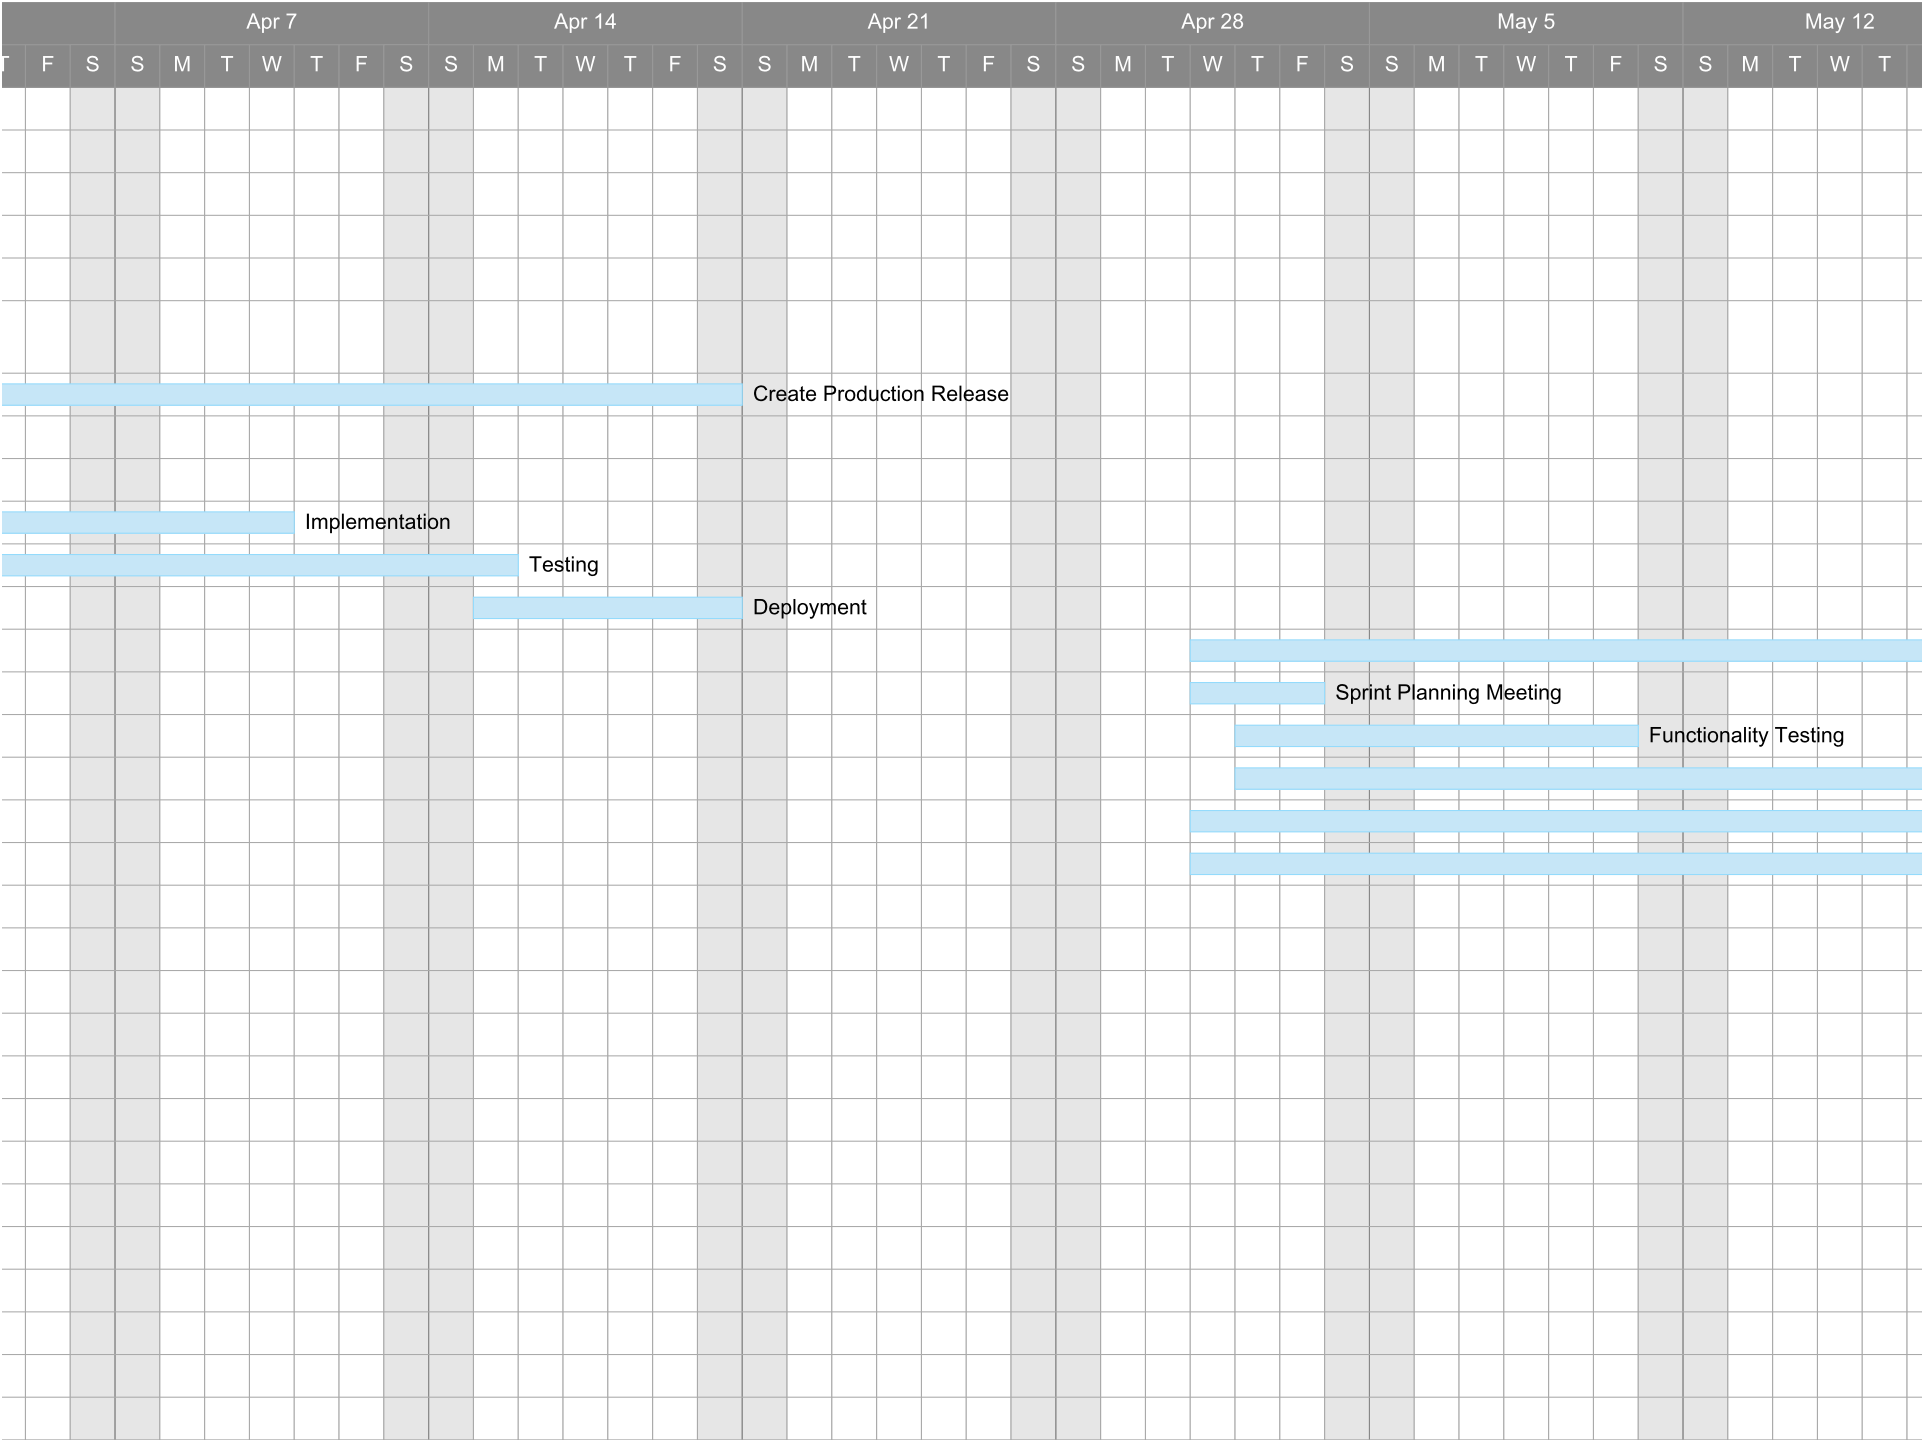 Apr 7 Apr 14 Apr 21 Apr 28 May 5 May 12
T F S S M T W T F S S M T W T F S S M T W T F S S M T W T F S S M T W T F S S M T W T
Create Production Release
Implementation
Testing
Deployment
Sprint Planning Meeting
Functionality Testing